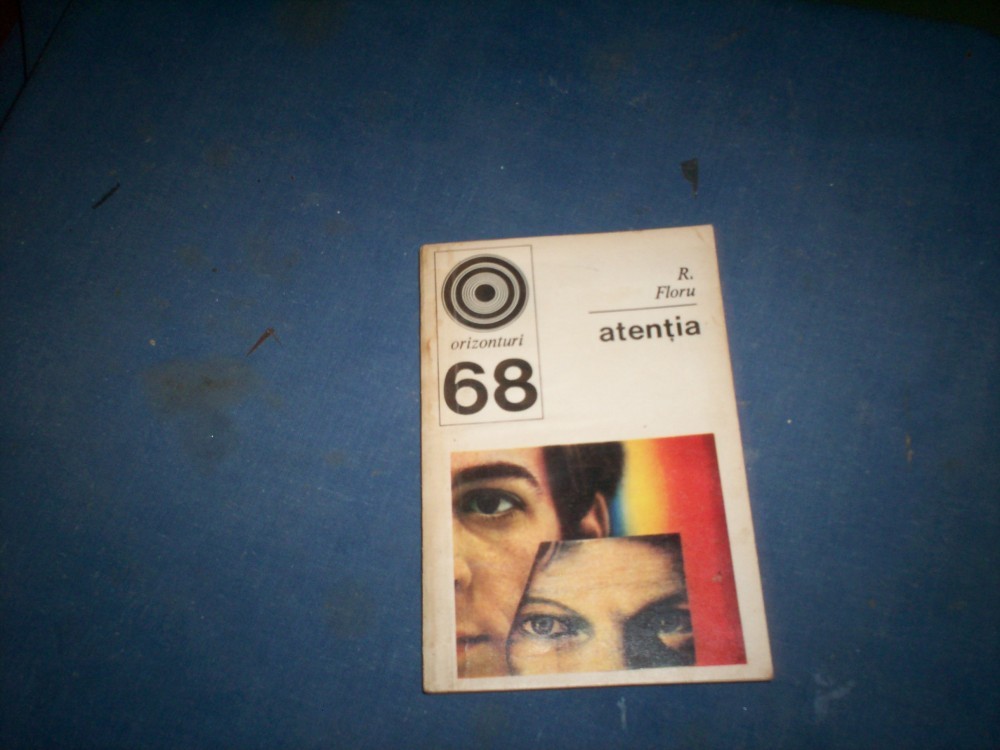 orizonturi
68
R.
Floru
atenția